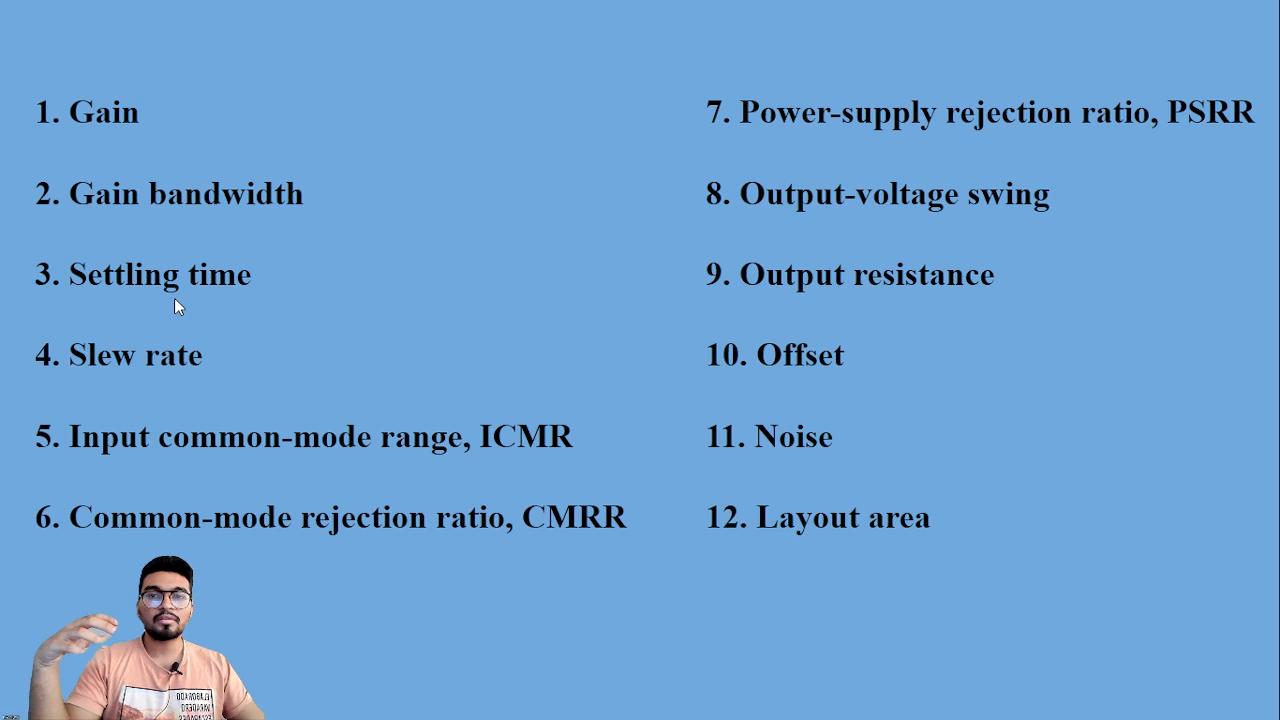 1. Gain
2. Gain bandwidth
3. Settling time
4. Slew rate
5. Input common-mode range, ICMR
6. Common-mode rejection ratio, CMRR
7. Power-supply rejection ratio, PSRR
8. Output-voltage swing
9. Output resistance
10. Offset
11. Noise
12. Layout area